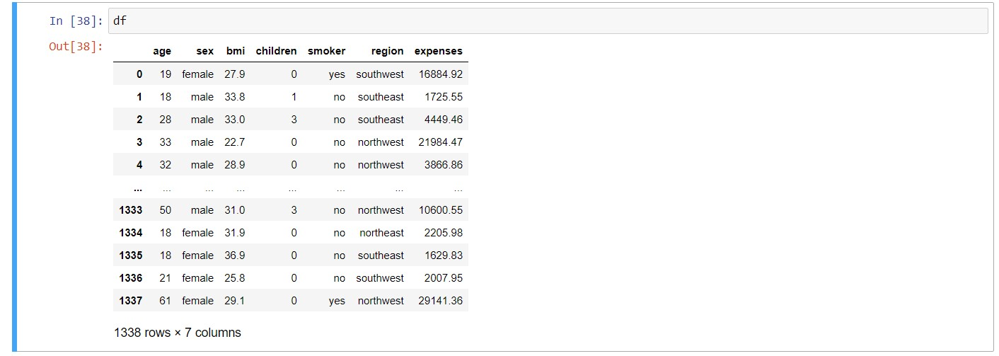 In [38]: df
Out[38]:
age sex bmi children smoker region expenses
0 19 female 27.9 0 yes southwest 16884.92
1 18 male 33.8 1 no southeast 1725.55
2 28 male 33.0 3 no southeast 4449.46
3 33 male 22.7 0 no northwest 21984.47
4 32 male 28.9 0 no northwest 3866.86
... ... ... ... ... ... ... ...
1333 50 male 31.0 3 no northwest 10600.55
1334 18 female 31.9 0 no northeast 2205.98
1335 18 female 36.9 0 no southeast 1629.83
1336 21 female 25.8 0 no southwest 2007.95
1337 61 female 29.1 0 yes northwest 29141.36
1338 rows × 7 columns